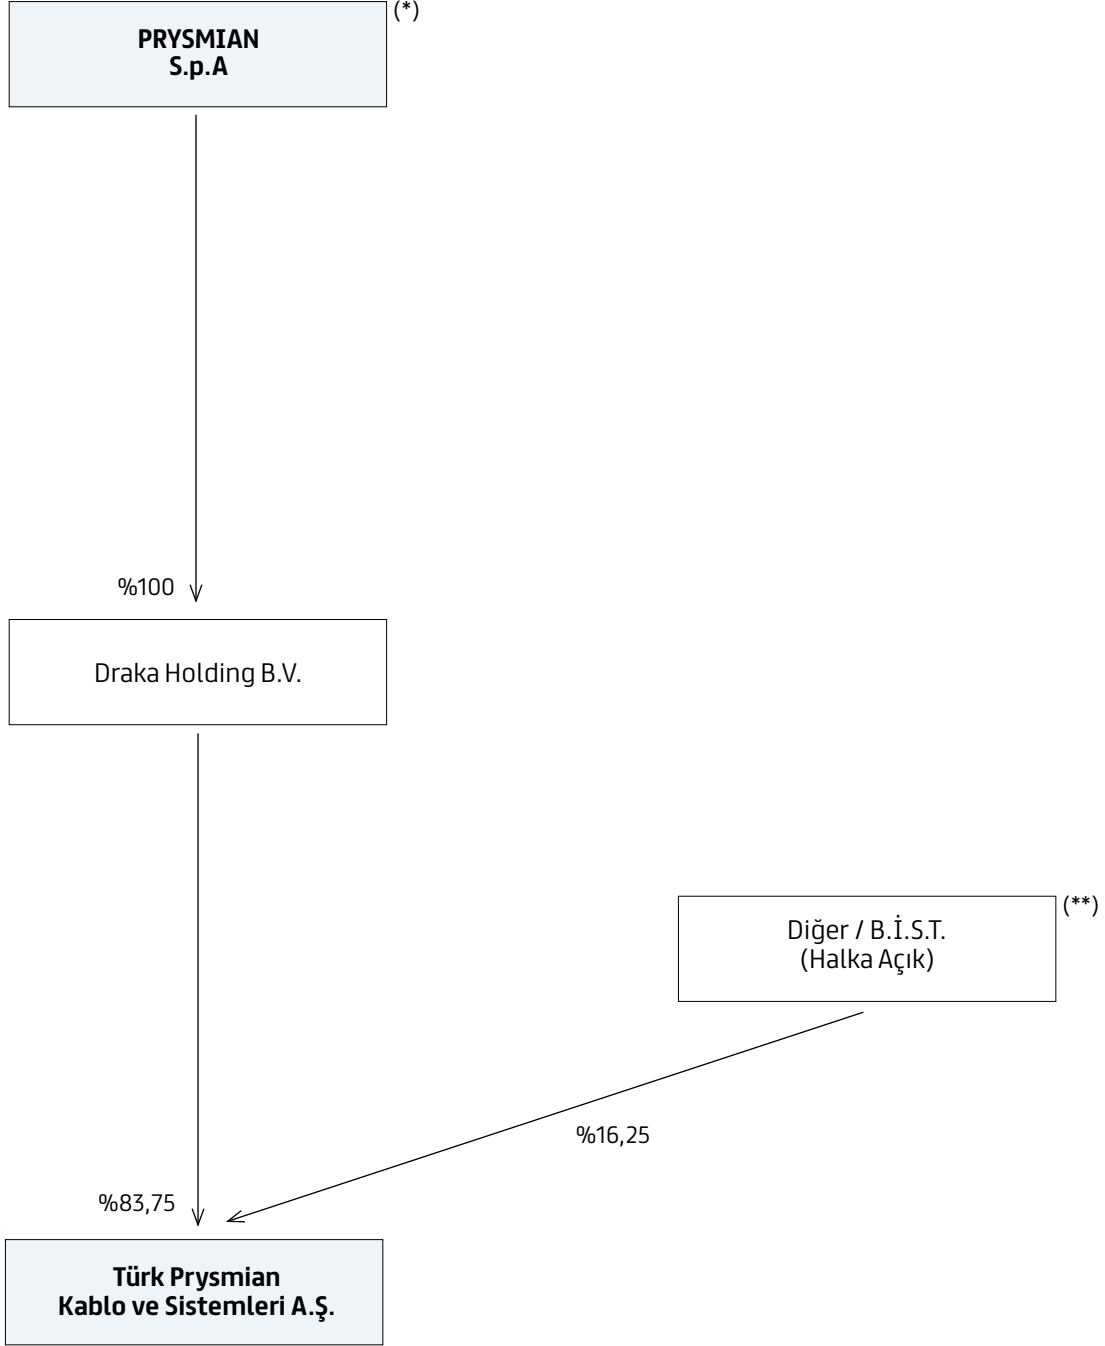 PRYSMIAN
S.p.A
(*)
%100
Draka Holding B.V.
Diğer / B.İ.S.T.
(Halka Açık)
(**)
%16,25
%83,75
Türk Prysmian
Kablo ve Sistemleri A.Ş.